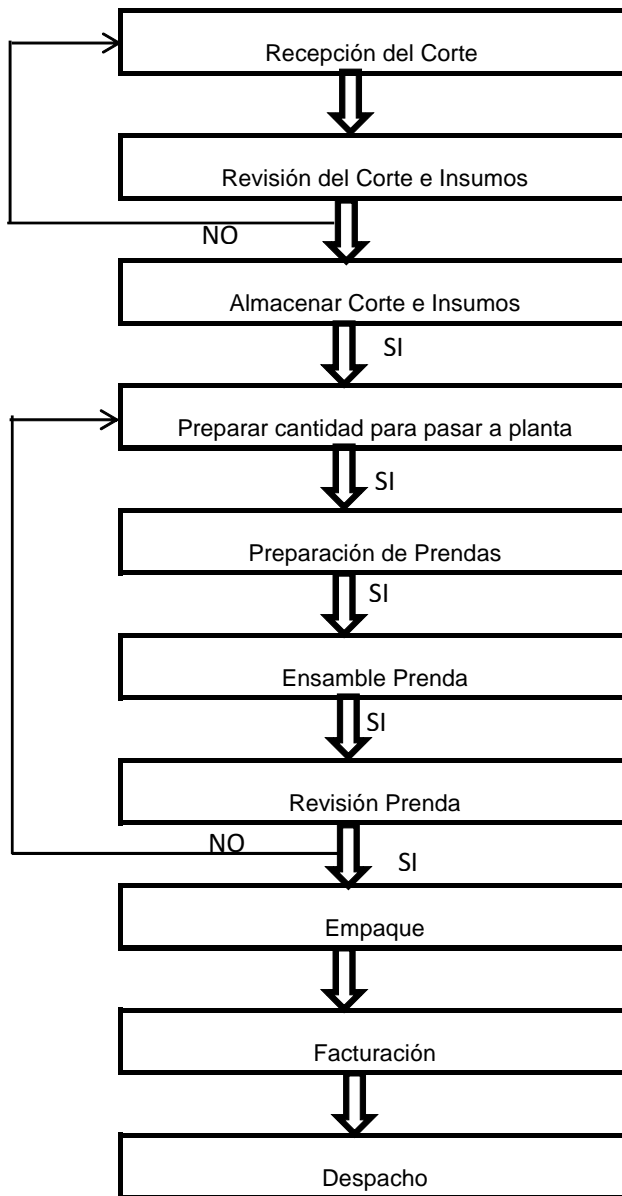 Recepción del Corte
Revisión del Corte e Insumos
NO
Almacenar Corte e Insumos
SI
Preparar cantidad para pasar a planta
SI
Preparación de Prendas
SI
Ensamble Prenda
SI
Revisión Prenda
NO
SI
Empaque
Facturación
Despacho